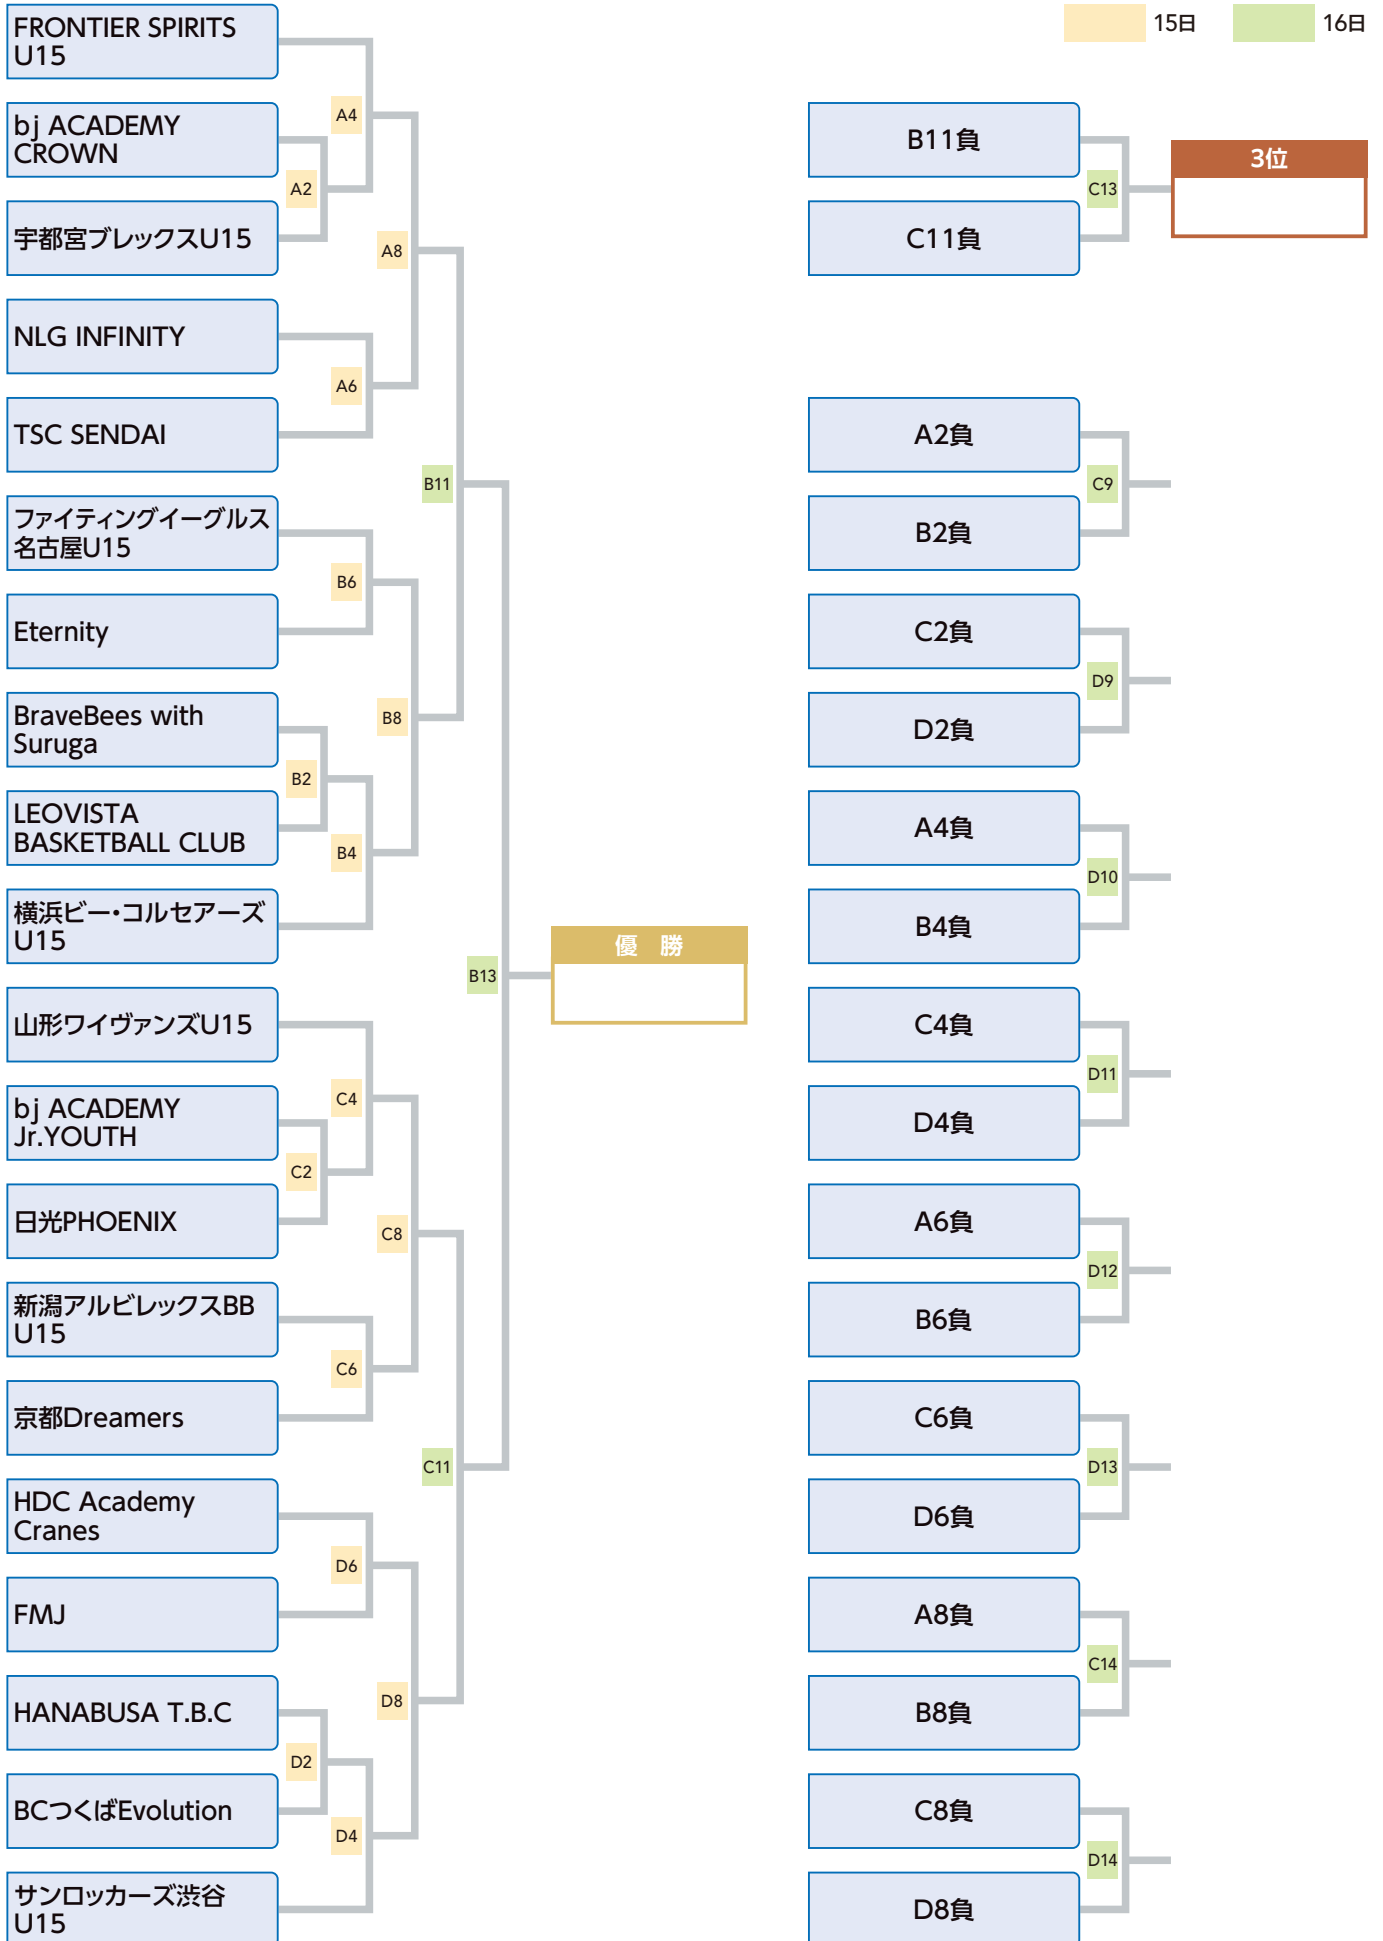 FRONTIER SPIRITS
U15
bj ACADEMY
CROWN
宇都宮ブレックスU15
NLG INFINITY
TSC SENDAI
ファイティングイーグルス
名古屋U15
Eternity
BraveBees with
Suruga
LEOVISTA
BASKETBALL CLUB
横浜ビー・コルセアーズ
U15
山形ワイヴァンズU15
bj ACADEMY
Jr.YOUTH
日光PHOENIX
新潟アルビレックスBB
U15
京都Dreamers
HDC Academy
Cranes
FMJ
HANABUSA T.B.C
BCつくばEvolution
サンロッカーズ渋谷
U15
A2
B2
C2
D2
A4
A6
B6
B4
C4
C6
D6
D4
A8
B8
C8
D8
B11
C11
B13
優 勝
15日
16日
B11負
C11負
C13
3位
A2負
B2負
C9
C2負
D2負
D9
A4負
B4負
D10
C4負
D4負
D11
A6負
B6負
D12
C6負
D6負
D13
A8負
B8負
C14
C8負
D8負
D14